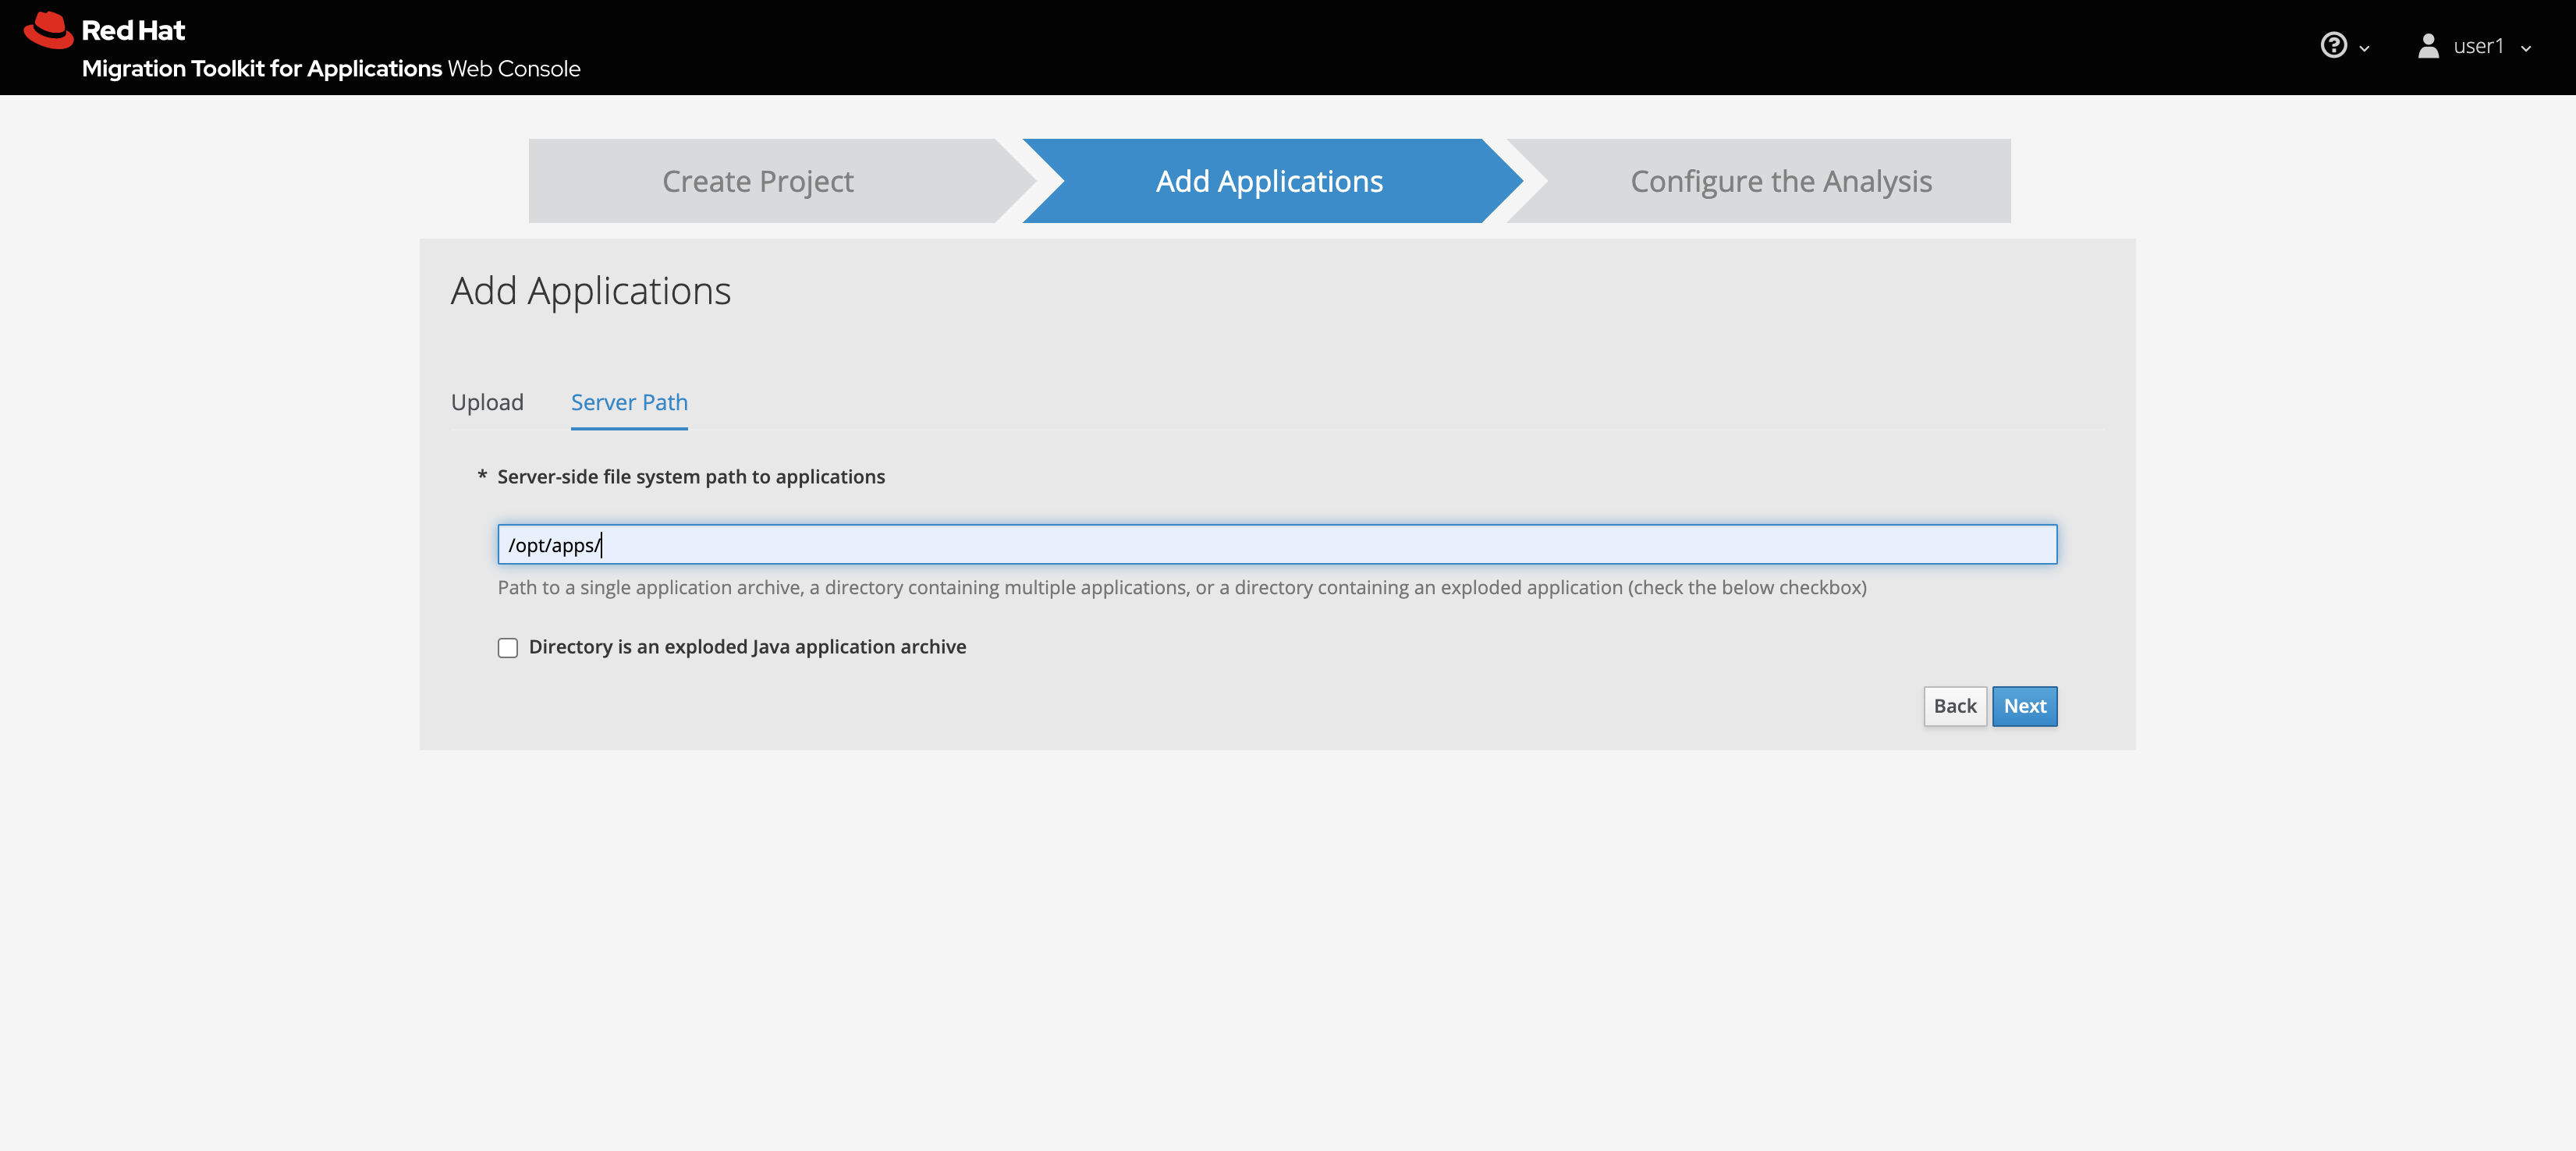 Red Hat
Migration Toolkit for Applications Web Console
user1
Create Project
Add Applications
Configure the Analysis
Add Applications
Upload
Server Path
* Server-side file system path to applications
/opt/apps/
Path to a single application archive, a directory containing multiple applications, or a directory containing an exploded application (check the below checkbox)
Directory is an exploded Java application archive
Back
Next